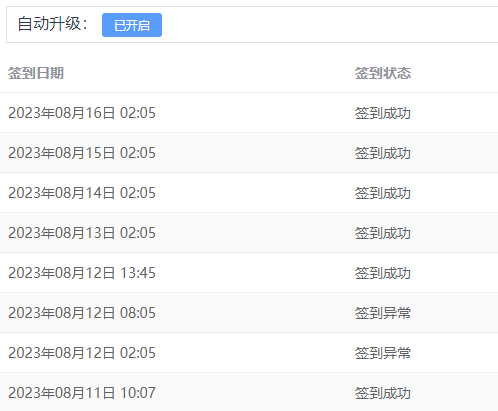 自动升级： 已开启
签到日期 签到状态
2023年08月16日 02:05 签到成功
2023年08月15日 02:05 签到成功
2023年08月14日 02:05 签到成功
2023年08月13日 02:05 签到成功
2023年08月12日 13:45 签到成功
2023年08月12日 08:05 签到异常
2023年08月12日 02:05 签到异常
2023年08月11日 10:07 签到成功